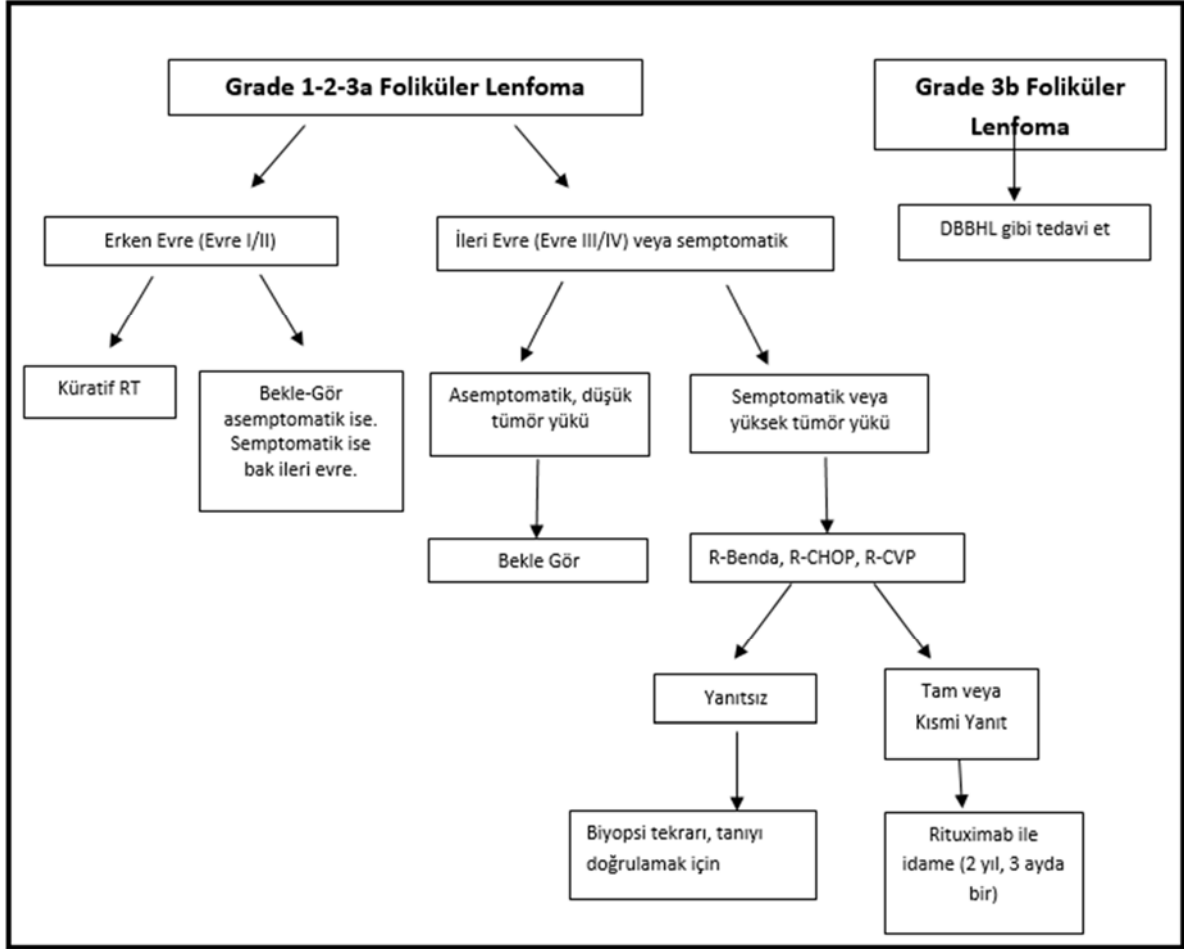 Grade 1-2-3a Foliküler Lenfoma
Grade 3b Foliküler
Lenfoma
Erken Evre (Evre I/II)
İleri Evre (Evre III/IV) veya semptomatik
DBBHL gibi tedavi et
Küratif RT
Bekle-Gör
asemptomatik ise.
Semptomatik ise
bak ileri evre.
Asemptomatik, düşük
tümör yükü
Semptomatik veya
yüksek tümör yükü
Bekle Gör
R-Benda, R-CHOP, R-CVP
Yanıtsız
Tam veya
Kısmi Yanıt
Biyopsi tekrarı, tanıyı
doğrulamak için
Rituximab ile
idame (2 yıl, 3 ayda
bir)